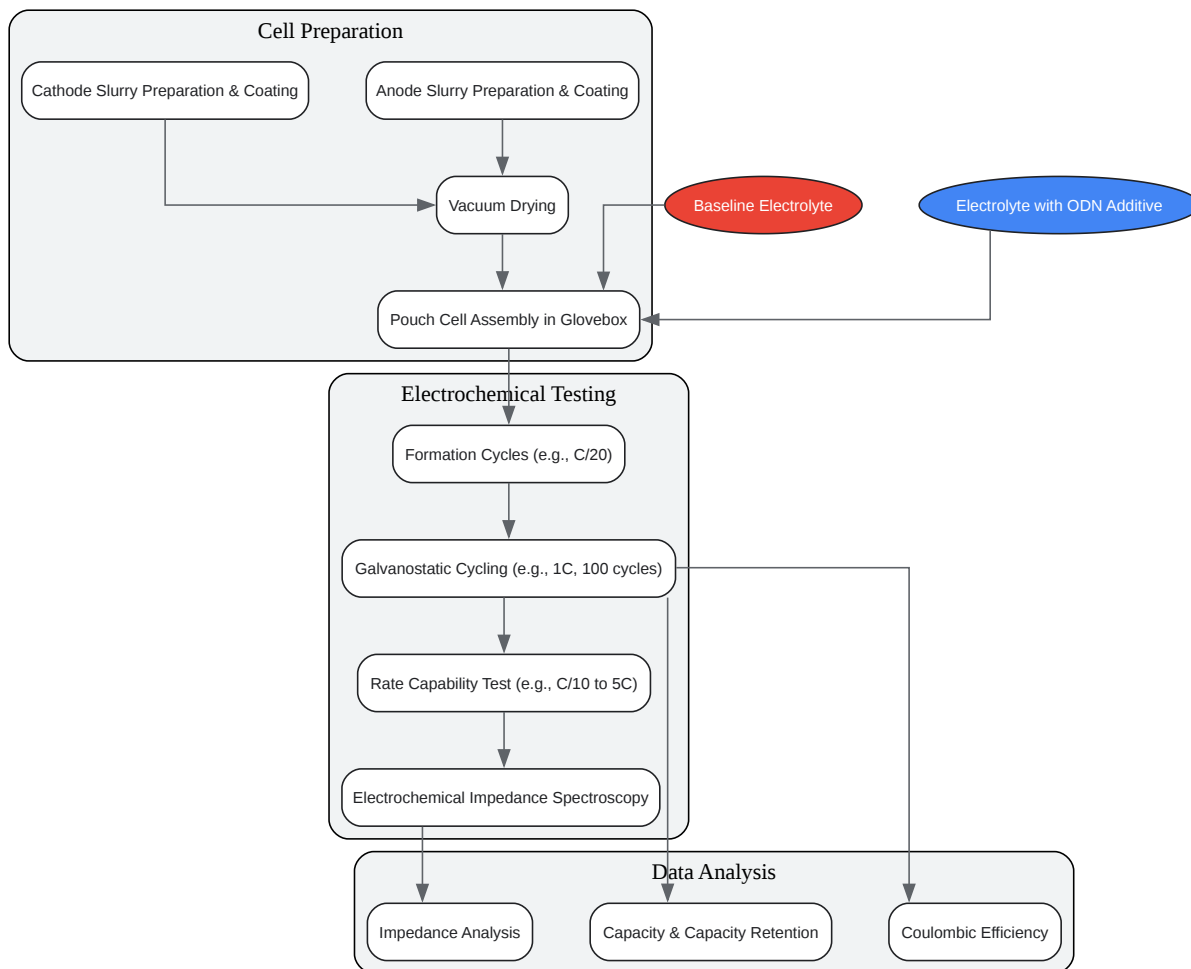 Cell Preparation
Cathode Slurry Preparation & Coating
Anode Slurry Preparation & Coating
Vacuum Drying
Baseline Electrolyte
Electrolyte with ODN Additive
Pouch Cell Assembly in Glovebox
Electrochemical Testing
Formation Cycles (e.g., C/20)
Galvanostatic Cycling (e.g., 1C, 100 cycles)
Rate Capability Test (e.g., C/10 to 5C)
Electrochemical Impedance Spectroscopy
Data Analysis
Impedance Analysis
Capacity & Capacity Retention
Coulombic Efficiency